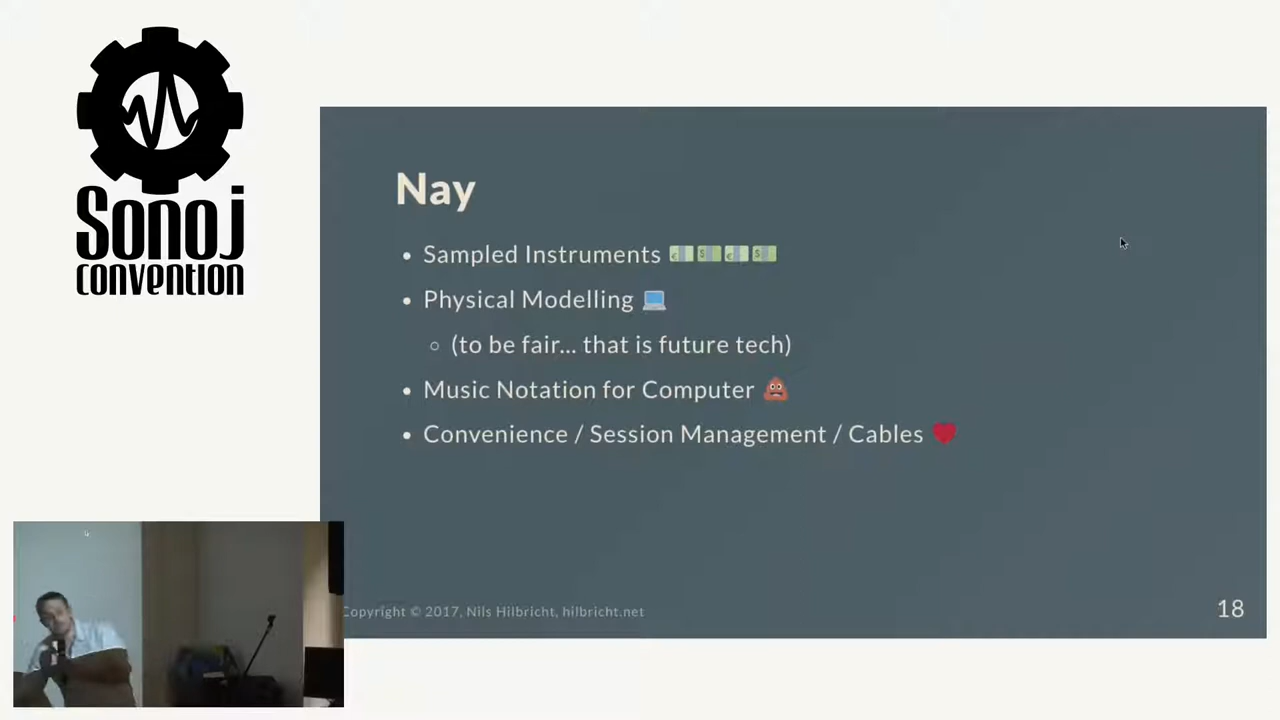 Sonoj
convention
Nay
• Sampled Instruments 💶💵💶💵
• Physical Modelling 💻
◦ (to be fair... that is future tech)
• Music Notation for Computer 💩
• Convenience / Session Management / Cables ❤
Copyright © 2017, Nils Hilbricht, hilbricht.net
18